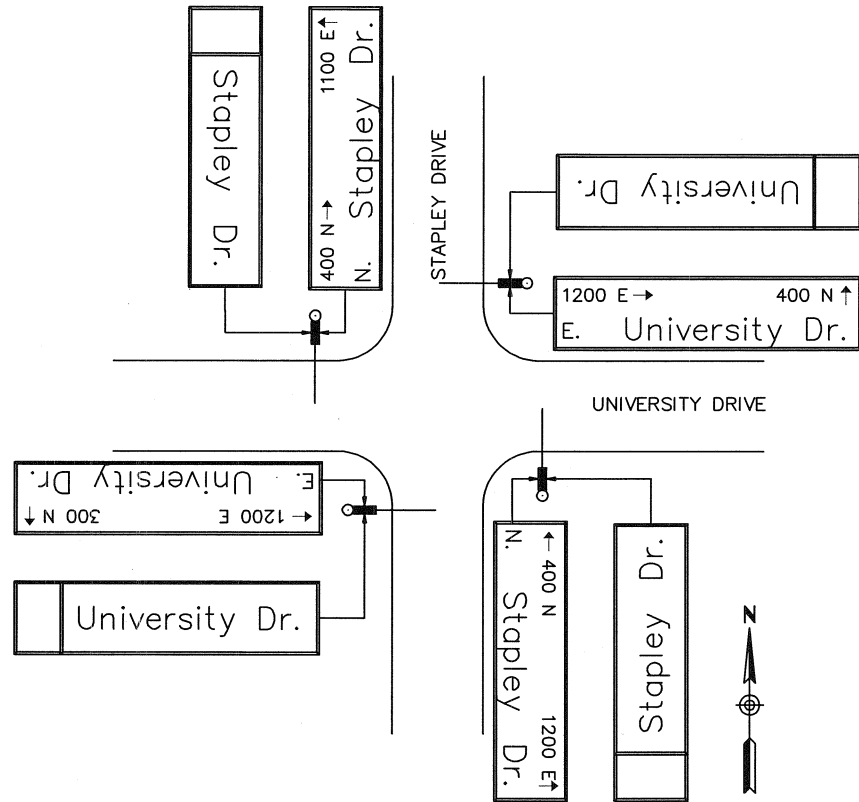 Stapley Dr.
400 N→ 1100 E↑
N. Stapley Dr.
STAPLEY DRIVE
University Dr.
1200 E→ 400 N↑
E. University Dr.
UNIVERSITY DRIVE
E. University Dr.
←1200 E 300 N↓
University Dr.
←400 N 1200 E↑
N. Stapley Dr.
Stapley Dr.
N